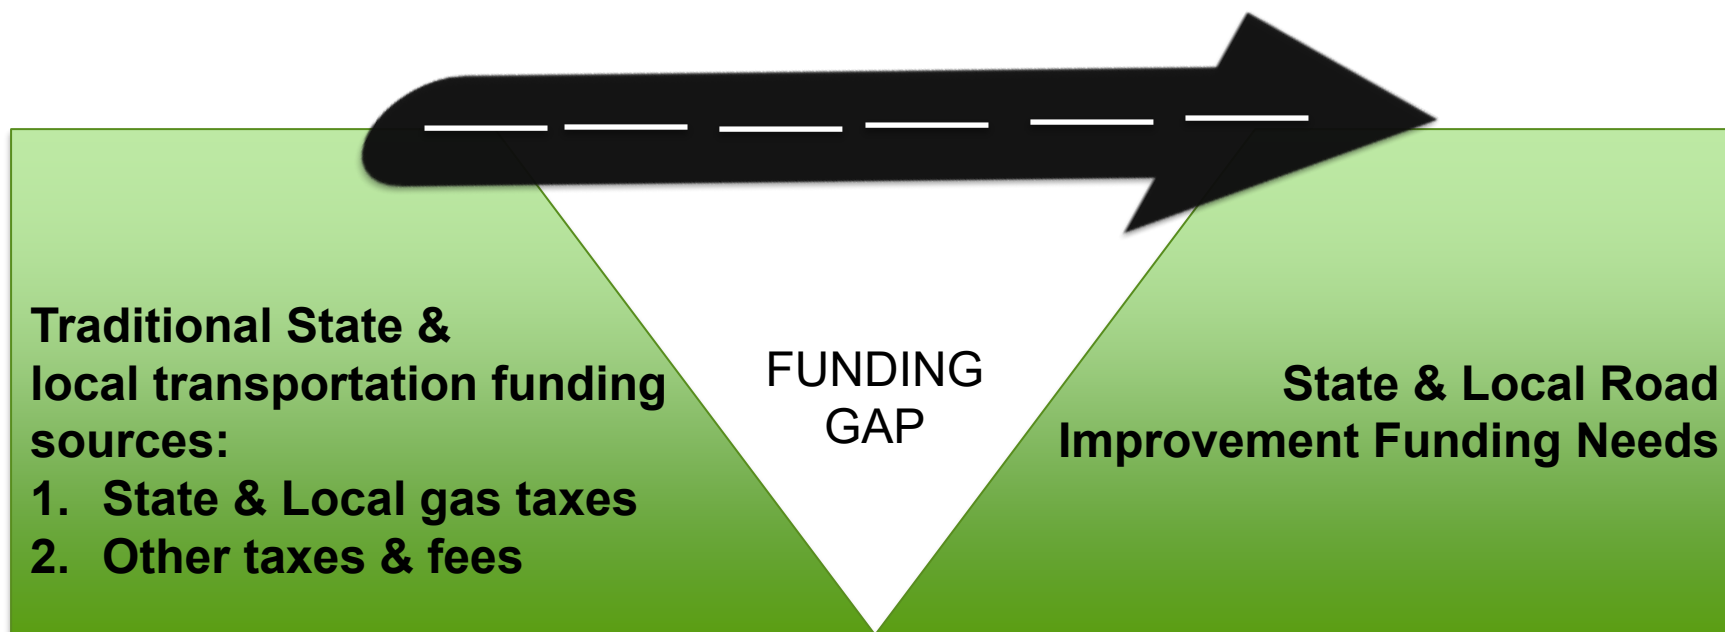 Traditional State &
local transportation funding
sources:
1. State & Local gas taxes
2. Other taxes & fees
FUNDING
GAP
State & Local Road
Improvement Funding Needs